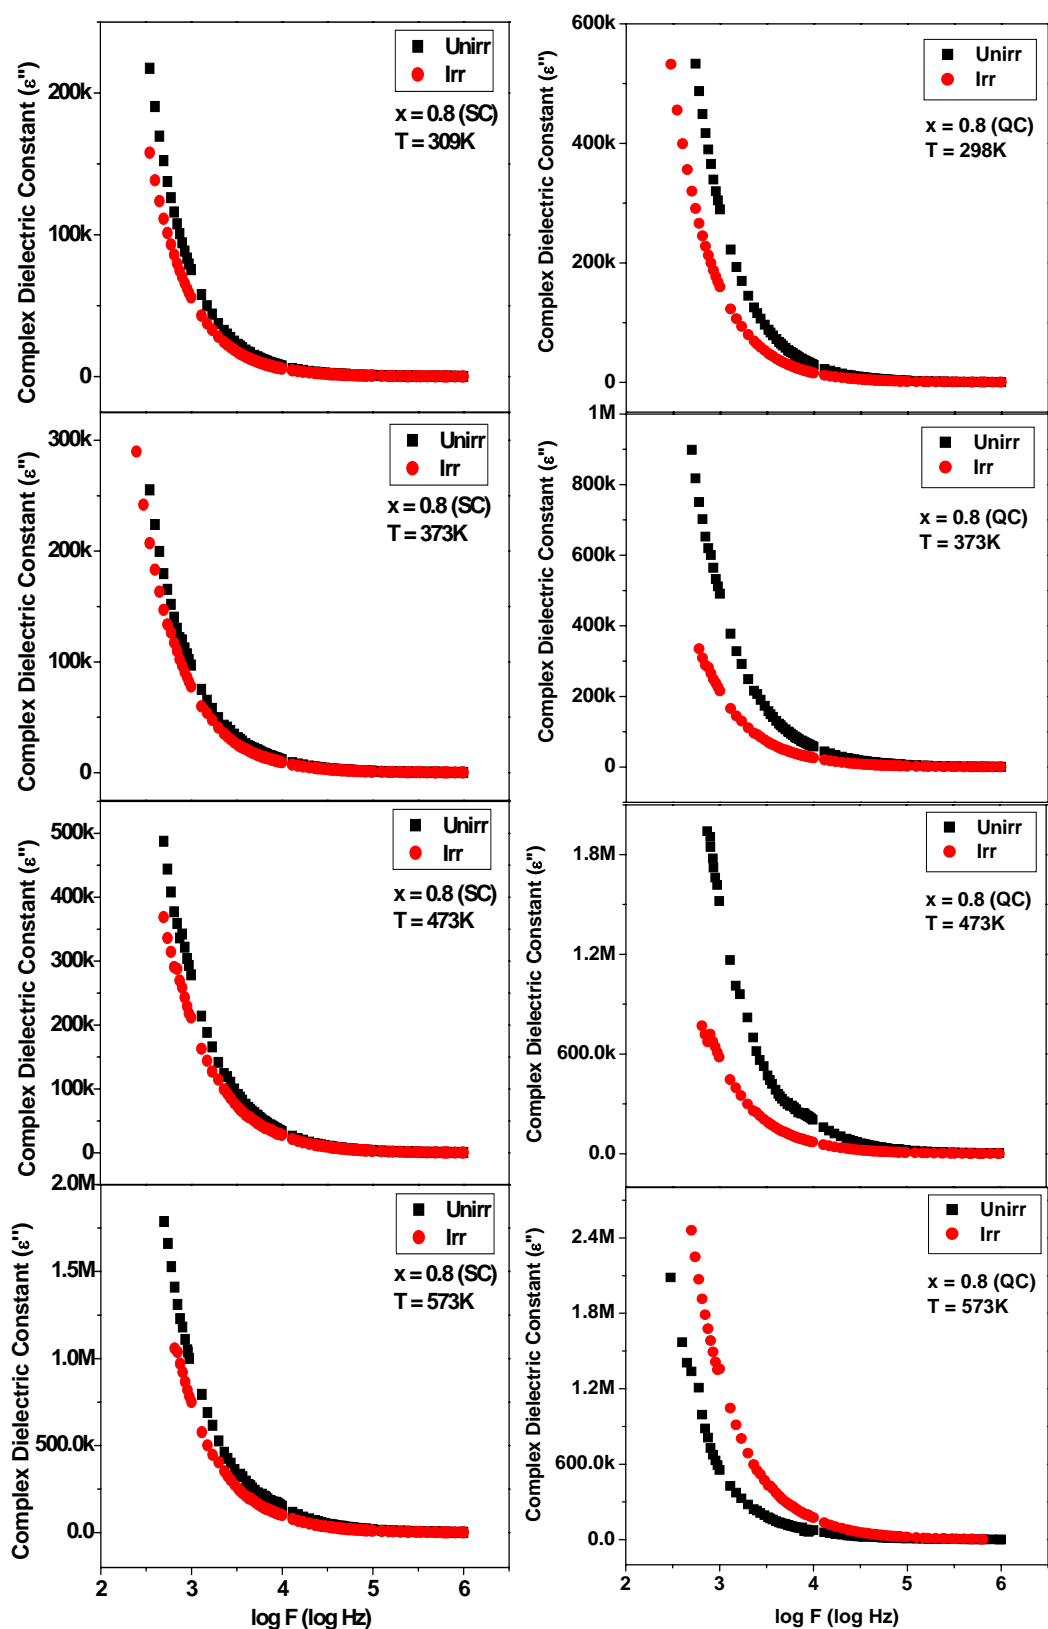 Complex Dielectric Constant (ε")
200k
100k
0
Unirr
Irr
x = 0.8 (SC)
T = 309K
Complex Dielectric Constant (ε")
600k
400k
200k
0
Unirr
Irr
x = 0.8 (QC)
T = 298K
Complex Dielectric Constant (ε")
300k
200k
100k
0
Unirr
Irr
x = 0.8 (SC)
T = 373K
Complex Dielectric Constant (ε")
1M
800k
600k
400k
200k
0
Unirr
Irr
x = 0.8 (QC)
T = 373K
Complex Dielectric Constant (ε")
500k
400k
300k
200k
100k
0
Unirr
Irr
x = 0.8 (SC)
T = 473K
Complex Dielectric Constant (ε")
1.8M
1.2M
600.0k
0.0
Unirr
Irr
x = 0.8 (QC)
T = 473K
Complex Dielectric Constant (ε")
2.0M
1.5M
1.0M
500.0k
0.0
Unirr
Irr
x = 0.8 (SC)
T = 573K
2 3 4 5 6
log F (log Hz)
Complex Dielectric Constant (ε")
2.4M
1.8M
1.2M
600.0k
0.0
Unirr
Irr
x = 0.8 (QC)
T = 573K
2 3 4 5 6
log F (log Hz)